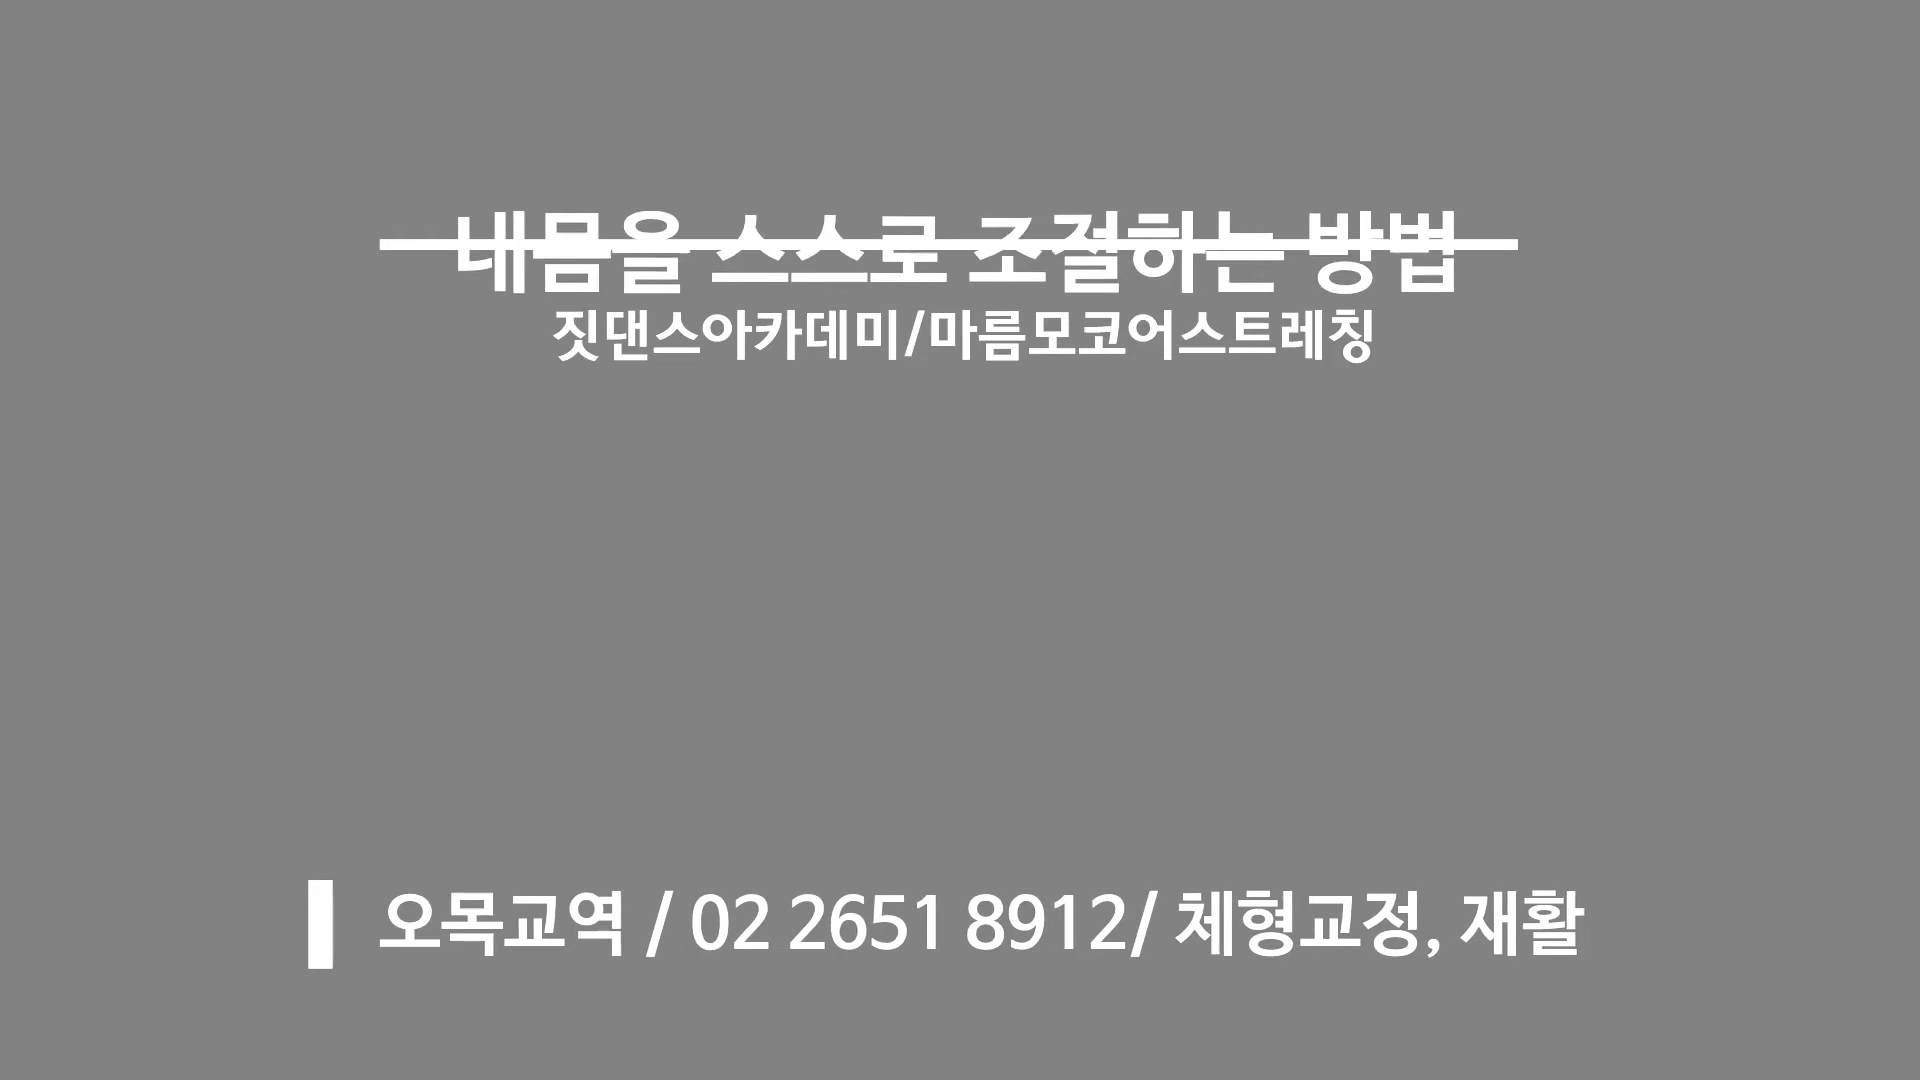 내몸을 스스로 조절하는 방법
짓댄스아카데미/마름모코어스트레칭
오목교역 / 02 2651 8912/ 체형교정, 재활